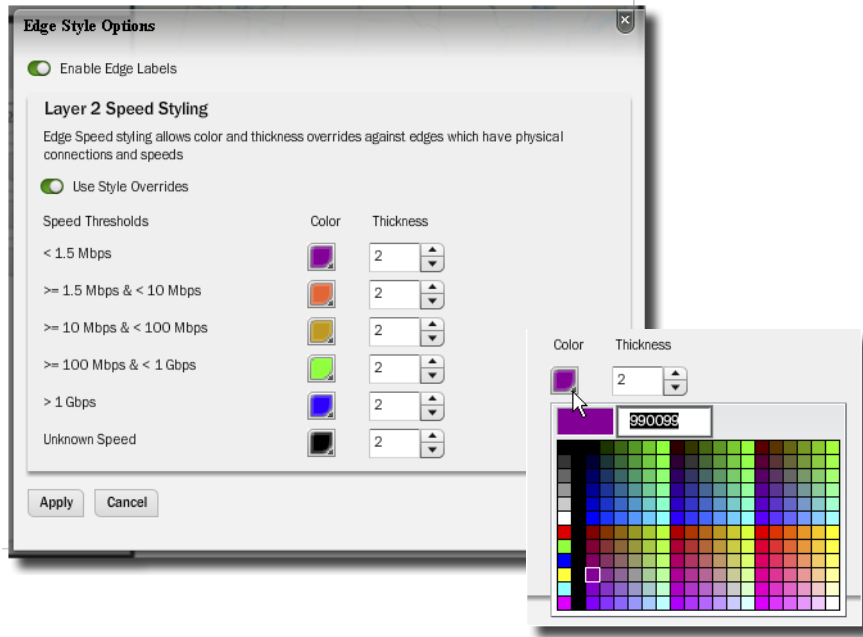 Edge Style Options
Enable Edge Labels
Layer 2 Speed Styling
Edge Speed styling allows color and thickness overrides against edges which have physical
connections and speeds
Use Style Overrides
Speed Thresholds Color Thickness
< 1.5 Mbps 2
>= 1.5 Mbps & < 10 Mbps 2
>= 10 Mbps & < 100 Mbps 2
>= 100 Mbps & < 1 Gbps 2
> 1 Gbps 2
Unknown Speed 2
Apply Cancel
Color Thickness
2
990099